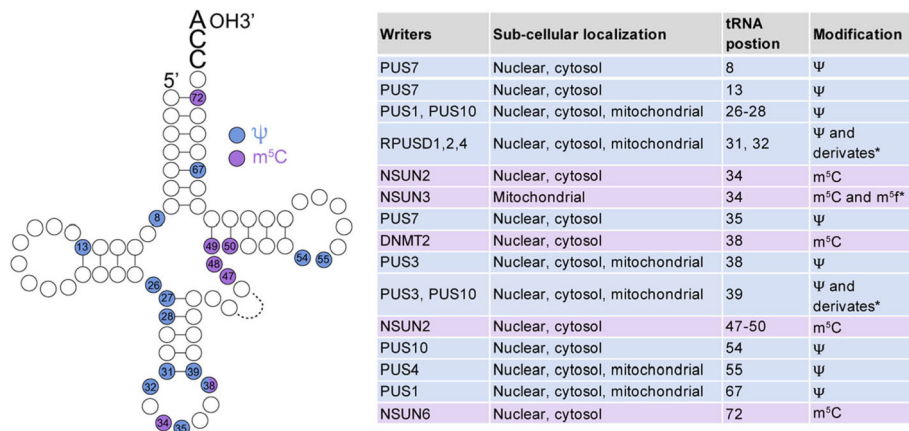 A OH3'
C
C
5'
72
Ψ
m⁵C
67
8
13
49 50
54 55
48
47
26
27
28
31 39
32 38
34 35
Writers Sub-cellular localization tRNA postion Modification
PUS7 Nuclear, cytosol 8 Ψ
PUS7 Nuclear, cytosol 13 Ψ
PUS1, PUS10 Nuclear, cytosol, mitochondrial 26-28 Ψ
RPUSD1,2,4 Nuclear, cytosol, mitochondrial 31, 32 Ψ and derivates*
NSUN2 Nuclear, cytosol 34 m⁵C
NSUN3 Mitochondrial 34 m⁵C and m⁵f*
PUS7 Nuclear, cytosol 35 Ψ
DNMT2 Nuclear, cytosol 38 m⁵C
PUS3 Nuclear, cytosol 38 Ψ
PUS3, PUS10 Nuclear, cytosol, mitochondrial 39 Ψ and derivates*
NSUN2 Nuclear, cytosol 47-50 m⁵C
PUS10 Nuclear, cytosol 54 Ψ
PUS4 Nuclear, cytosol, mitochondrial 55 Ψ
PUS1 Nuclear, cytosol, mitochondrial 67 Ψ
NSUN6 Nuclear, cytosol 72 m⁵C